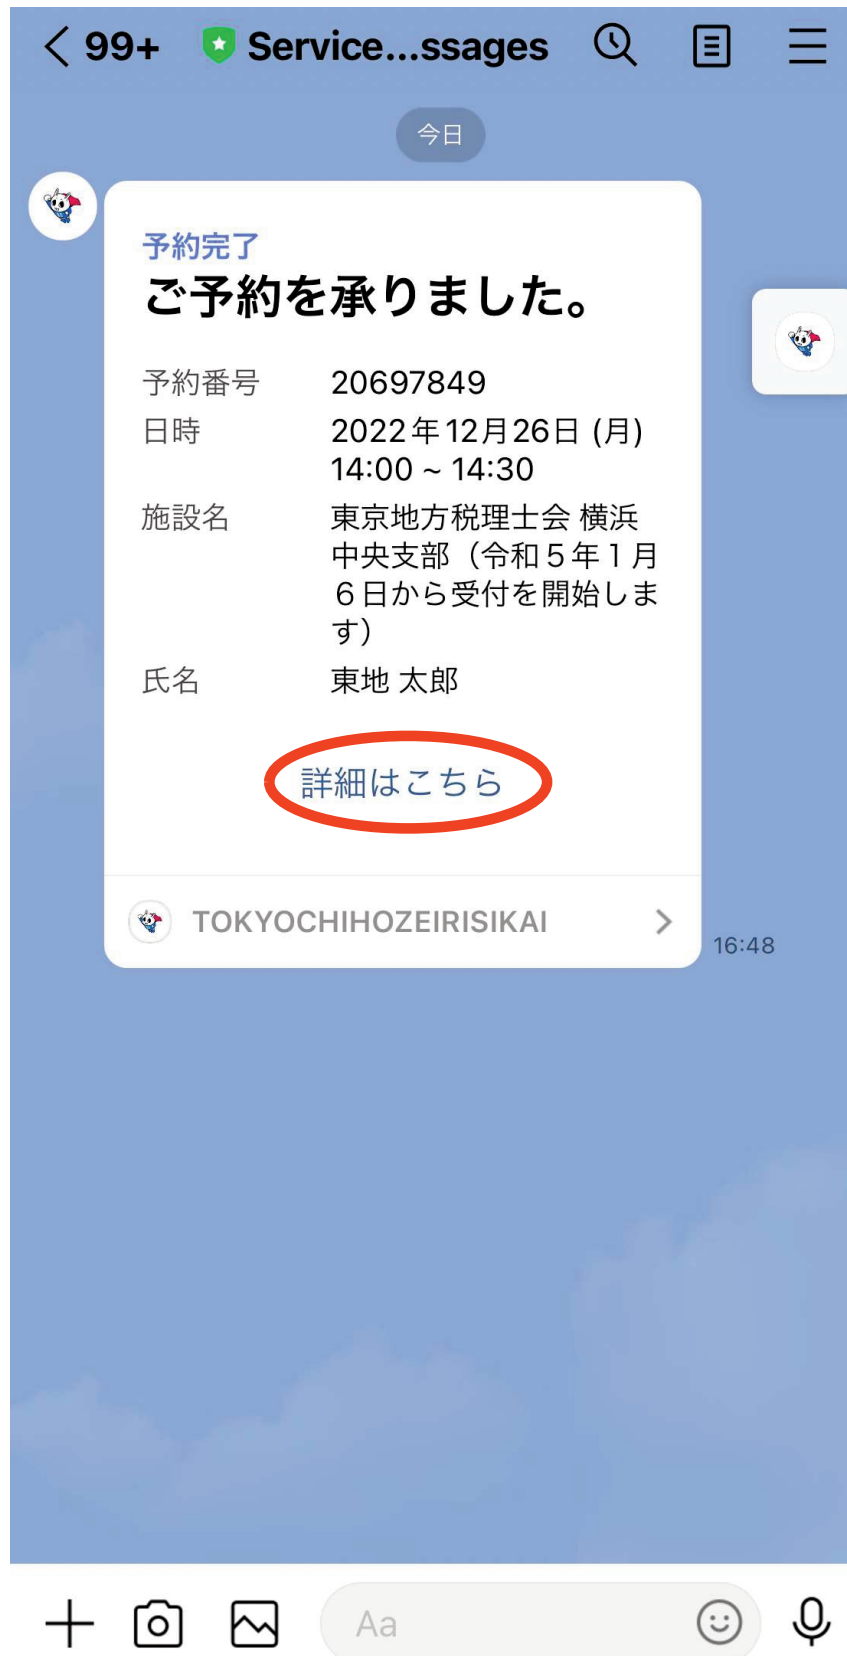 99+ Service...ssages
今日
予約完了
ご予約を承りました。
予約番号 20697849
日時 2022年12月26日 (月)
14:00 ~ 14:30
施設名 東京地方税理士会 横浜
中央支部（令和５年１月
６日から受付を開始しま
す）
氏名 東地 太郎
詳細はこちら
TOKYOCHIHOZEIRISIKAI
16:48
Aa